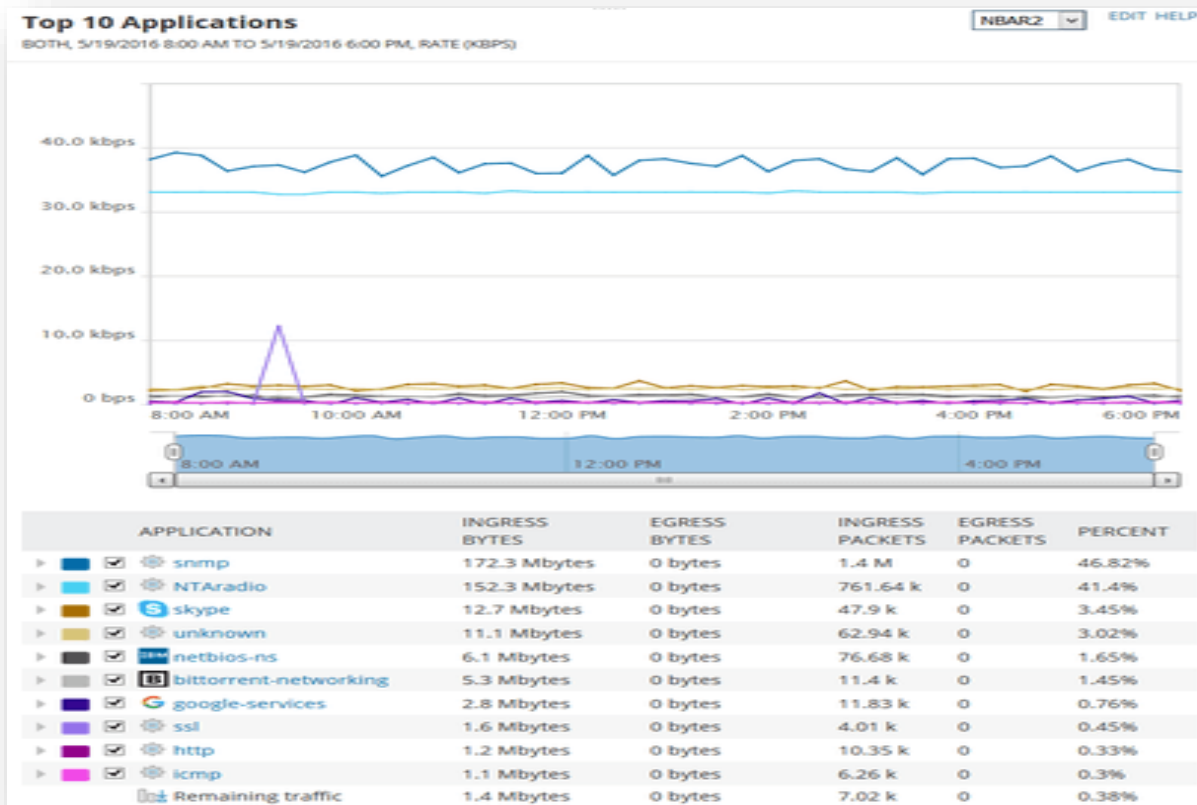 Top 10 Applications
NBAR2 EDIT HELP
BOTH, 5/19/2016 8:00 AM TO 5/19/2016 6:00 PM, RATE (KBPS)
40.0 kbps
30.0 kbps
20.0 kbps
10.0 kbps
0 bps
8:00 AM 10:00 AM 12:00 PM 2:00 PM 4:00 PM 6:00 PM
8:00 AM 12:00 PM 4:00 PM
APPLICATION INGRESS BYTES EGRESS BYTES INGRESS PACKETS EGRESS PACKETS PERCENT
snmp 172.3 Mbytes 0 bytes 1.4 M 0 46.82%
NTAradio 152.3 Mbytes 0 bytes 761.64 k 0 41.4%
S skype 12.7 Mbytes 0 bytes 47.9 k 0 3.45%
unknown 11.1 Mbytes 0 bytes 62.94 k 0 3.02%
IBM netbios-ns 6.1 Mbytes 0 bytes 76.68 k 0 1.65%
B bittorrent-networking 5.3 Mbytes 0 bytes 11.4 k 0 1.45%
G google-services 2.8 Mbytes 0 bytes 11.83 k 0 0.76%
ssl 1.6 Mbytes 0 bytes 4.01 k 0 0.45%
http 1.2 Mbytes 0 bytes 10.35 k 0 0.33%
icmp 1.1 Mbytes 0 bytes 6.26 k 0 0.3%
Remaining traffic 1.4 Mbytes 0 bytes 7.02 k 0 0.38%